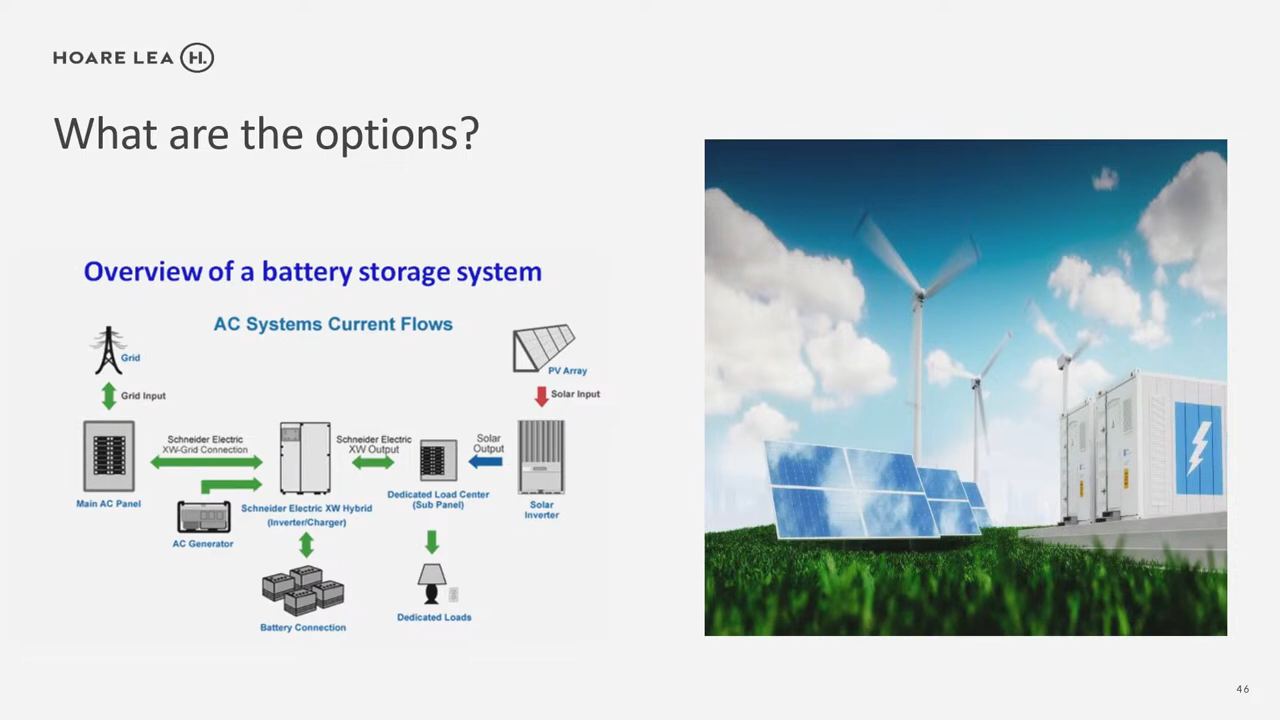 HOARE LEA H.
What are the options?
Overview of a battery storage system
AC Systems Current Flows
Grid
PV Array
Grid Input
Solar Input
Schneider Electric
XW-Grid Connection
Schneider Electric
XW Output
Solar
Output
Main AC Panel
Schneider Electric XW Hybrid
(Inverter/Charger)
Dedicated Load Center
(Sub Panel)
Solar
Inverter
AC Generator
Battery Connection
Dedicated Loads
46